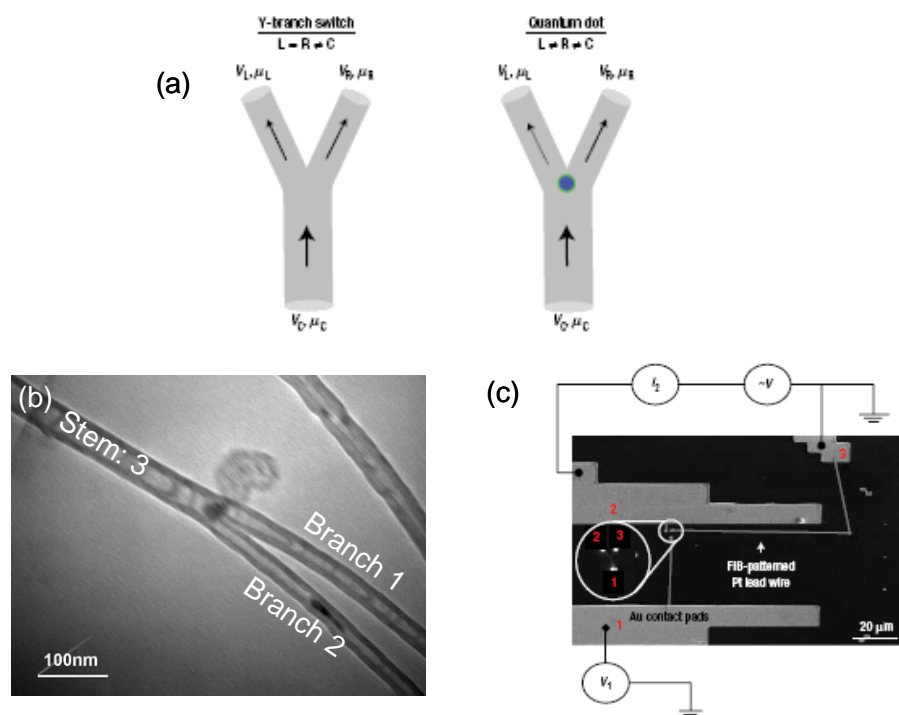 Y-branch switch
L = R ≠ C
Quantum dot
L ≠ R ≠ C
(a)
V_L, μ_L
V_R, μ_R
V_L, μ_L
V_R, μ_R
V_C, μ_C
V_C, μ_C
(b)
Stem: 3
Branch 1
Branch 2
100nm
(c)
I_2
~V
3
2
2 3
1
FIB-patterned
Pt lead wire
Au contact pads
1
20 μm
V_1